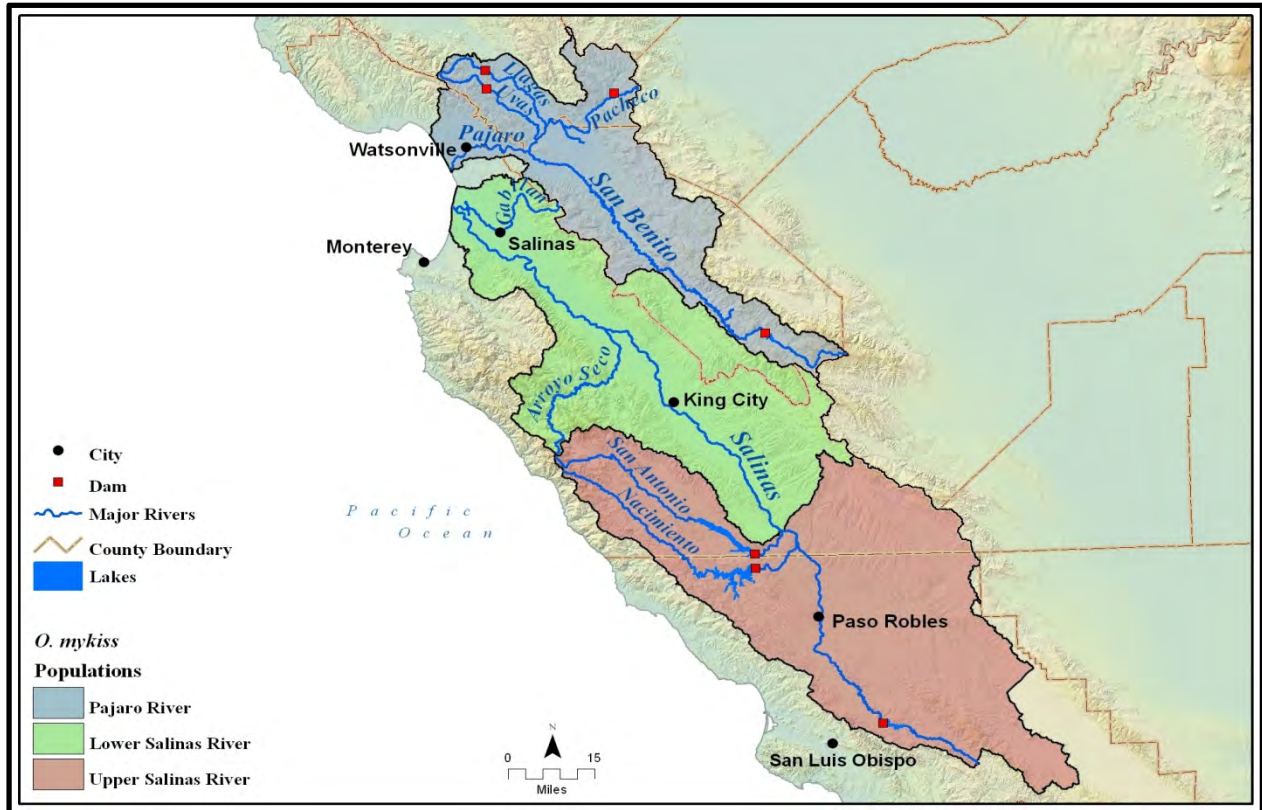 Llagas
Uvas
Pacheco
Pajaro
Watsonville
San Benito
Salinas
Monterey
Arroyo Seco
King City
Salinas
San Antonio
Nacimiento
Pacific
Ocean
Paso Robles
San Luis Obispo
City
Dam
Major Rivers
County Boundary
Lakes
O. mykiss
Populations
Pajaro River
Lower Salinas River
Upper Salinas River
N
0 15
Miles